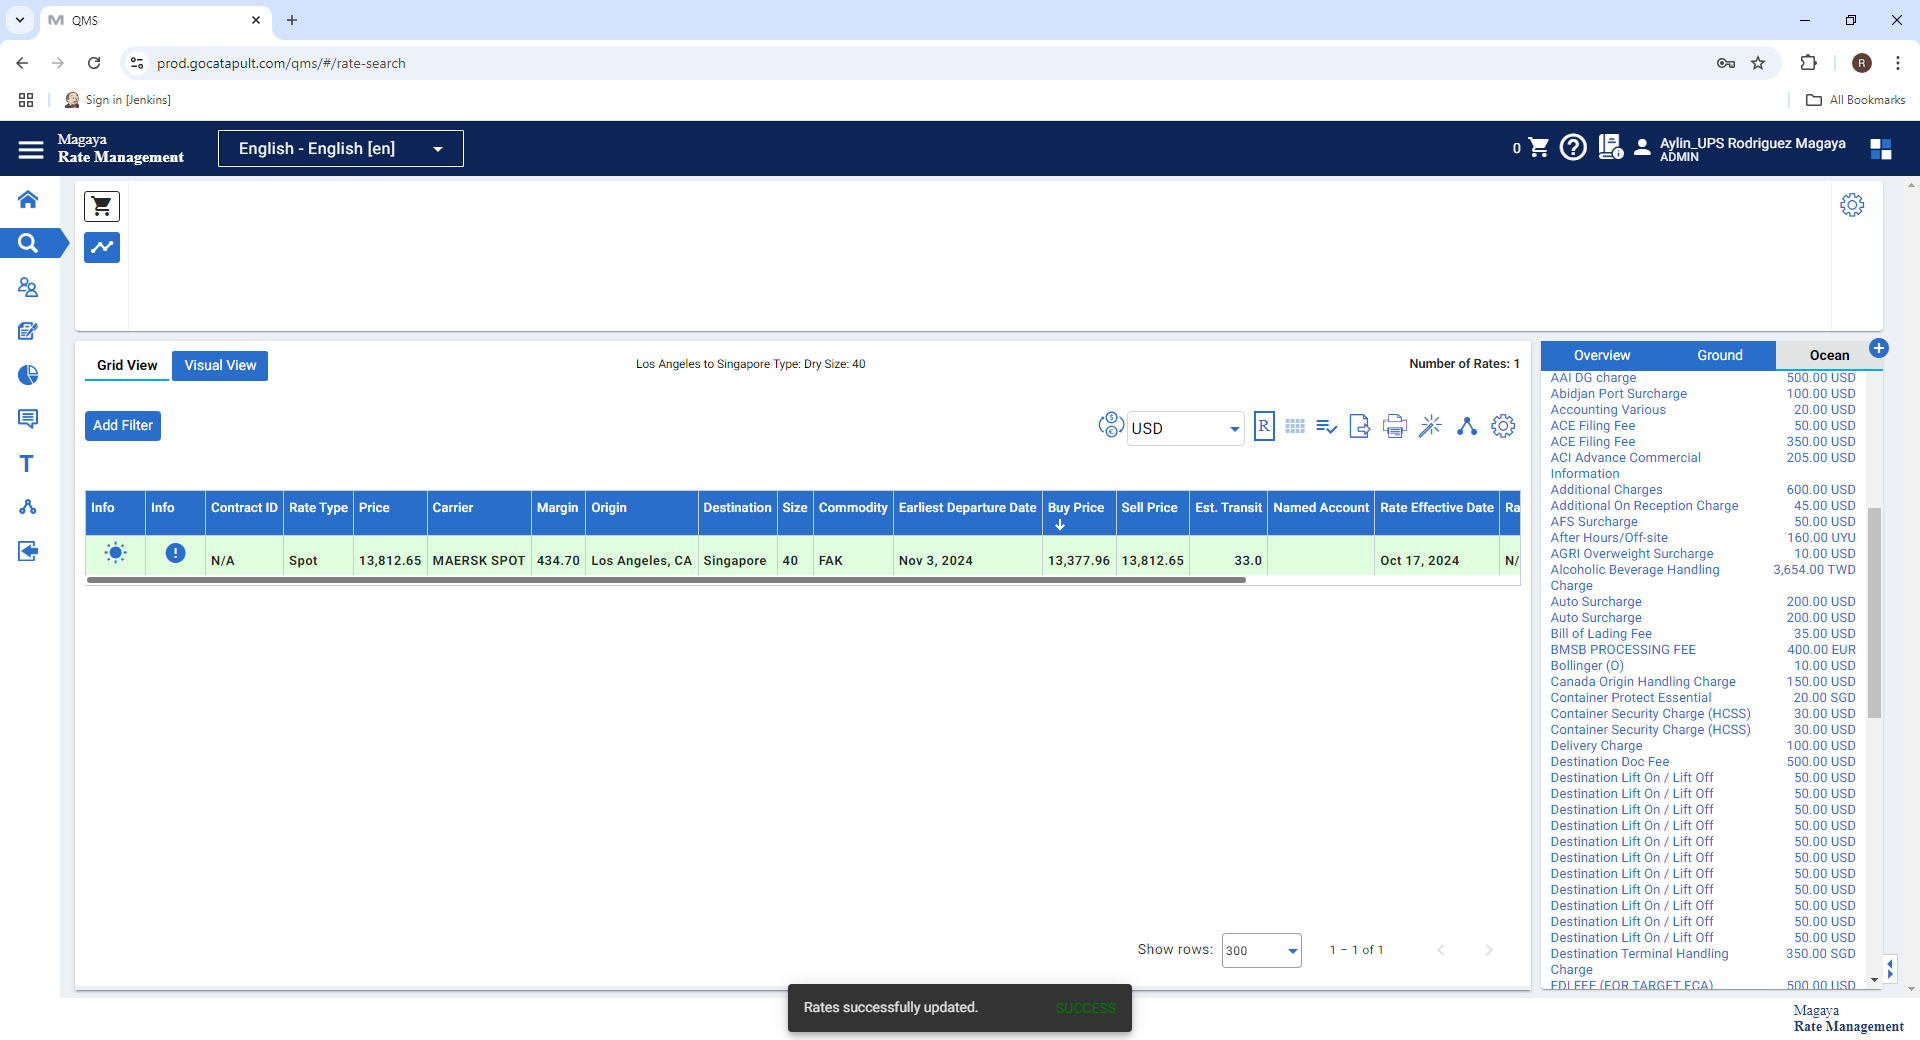 QMS
prod.gocatapult.com/qms/#/rate-search
R
Sign in [Jenkins]
All Bookmarks
Magaya
Rate Management
English - English [en]
0
Aylin_UPS Rodriguez Magaya
ADMIN
Grid View
Visual View
Los Angeles to Singapore Type: Dry Size: 40
Number of Rates: 1
Add Filter
USD
R
Info Info Contract ID Rate Type Price Carrier Margin Origin Destination Size Commodity Earliest Departure Date Buy Price Sell Price Est. Transit Named Account Rate Effective Date Ra
N/A Spot 13,812.65 MAERSK SPOT 434.70 Los Angeles, CA Singapore 40 FAK Nov 3, 2024 13,377.96 13,812.65 33.0 Oct 17, 2024 N/
Show rows: 300 1 – 1 of 1
Overview Ground Ocean
AAI DG charge 500.00 USD
Abidjan Port Surcharge 100.00 USD
Accounting Various 20.00 USD
ACE Filing Fee 50.00 USD
ACE Filing Fee 350.00 USD
ACI Advance Commercial 205.00 USD
Information
Additional Charges 600.00 USD
Additional On Reception Charge 45.00 USD
AFS Surcharge 50.00 USD
After Hours/Off-site 160.00 UYU
AGRI Overweight Surcharge 10.00 USD
Alcoholic Beverage Handling 3,654.00 TWD
Charge
Auto Surcharge 200.00 USD
Auto Surcharge 200.00 USD
Bill of Lading Fee 35.00 USD
BMSB PROCESSING FEE 400.00 EUR
Bollinger (O) 10.00 USD
Canada Origin Handling Charge 150.00 USD
Container Protect Essential 20.00 SGD
Container Security Charge (HCSS) 30.00 USD
Container Security Charge (HCSS) 30.00 USD
Delivery Charge 100.00 USD
Destination Doc Fee 500.00 USD
Destination Lift On / Lift Off 50.00 USD
Destination Lift On / Lift Off 50.00 USD
Destination Lift On / Lift Off 50.00 USD
Destination Lift On / Lift Off 50.00 USD
Destination Lift On / Lift Off 50.00 USD
Destination Lift On / Lift Off 50.00 USD
Destination Lift On / Lift Off 50.00 USD
Destination Lift On / Lift Off 50.00 USD
Destination Lift On / Lift Off 50.00 USD
Destination Lift On / Lift Off 50.00 USD
Destination Lift On / Lift Off 50.00 USD
Destination Terminal Handling 350.00 SGD
Charge
EDI FEE (FOR TARGET ECA) 500.00 USD
Rates successfully updated. SUCCESS
Magaya
Rate Management